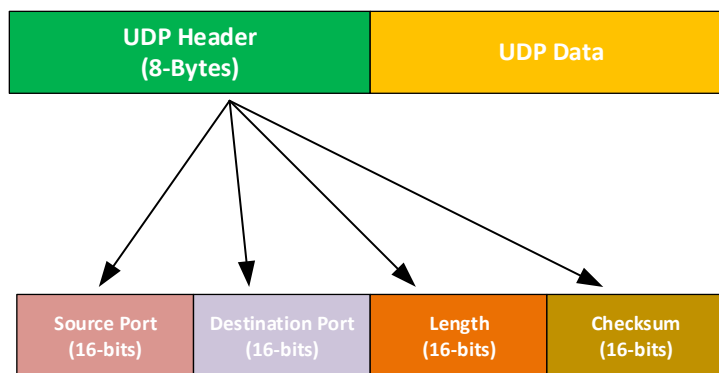 UDP Header
(8-Bytes)
UDP Data
Source Port
(16-bits)
Destination Port
(16-bits)
Length
(16-bits)
Checksum
(16-bits)